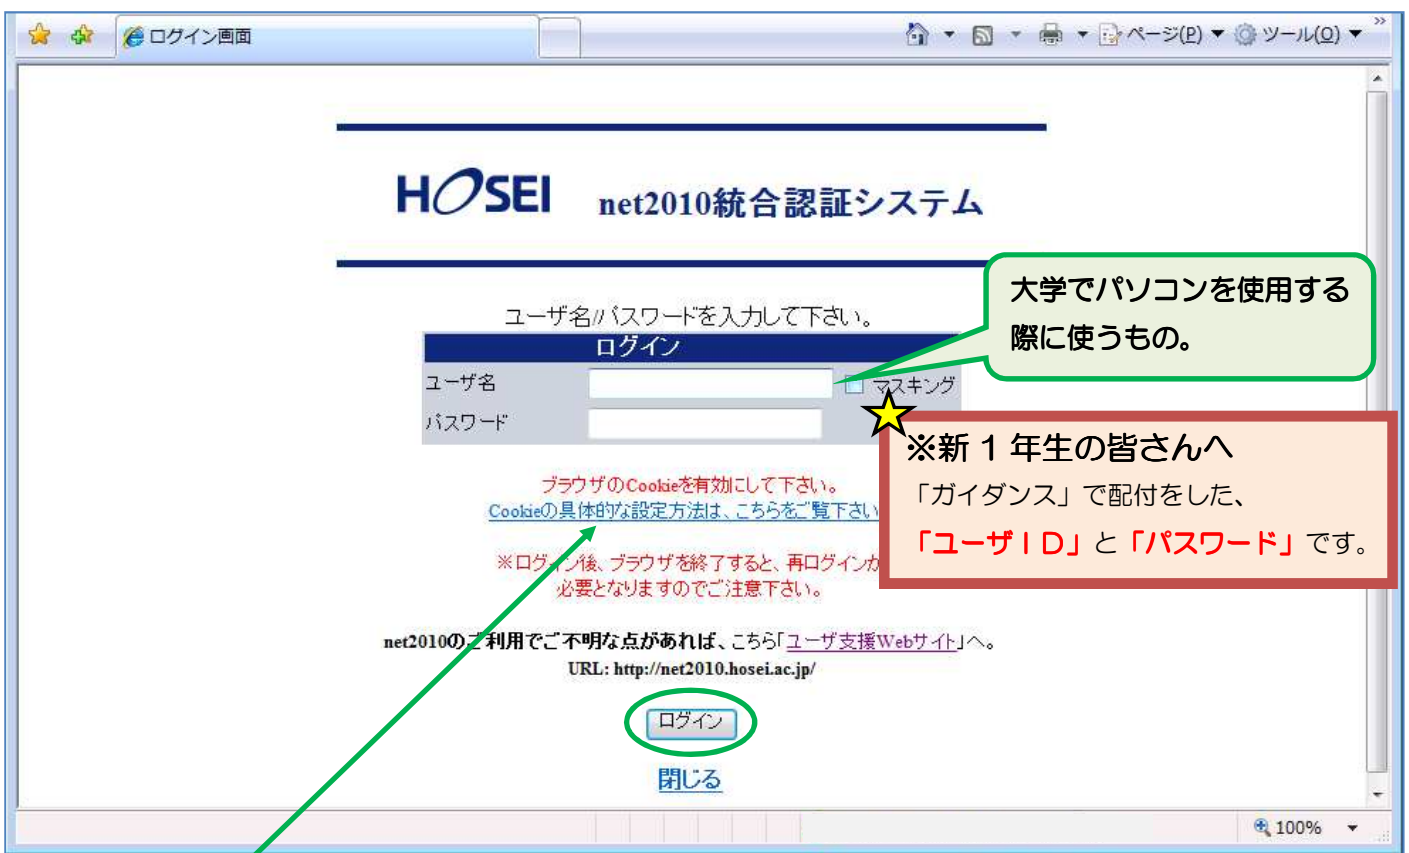 ログイン画面
ページ(P) ツール(O)
HOSEI net2010統合認証システム
大学でパソコンを使用する
際に使うもの。
ユーザ名/パスワードを入力して下さい。
ログイン
ユーザ名
マスキング
パスワード
※新1年生の皆さんへ
「ガイダンス」で配付をした、
「ユーザID」と「パスワード」です。
ブラウザのCookieを有効にして下さい。
Cookieの具体的な設定方法は、こちらをご覧下さい
※ログイン後、ブラウザを終了すると、再ログインが
必要となりますのでご注意下さい。
net2010のご利用でご不明な点があれば、こちら「ユーザ支援Webサイト」へ。
URL: http://net2010.hosei.ac.jp/
ログイン
閉じる
100%